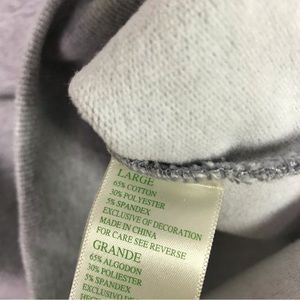 LARGE
65% COTTON
30% POLYESTER
5% SPANDEX
EXCLUSIVE OF DECORATION
MADE IN CHINA
FOR CARE SEE REVERSE
GRANDE
65% ALGODON
30% POLIESTER
5% SPANDEX
EXCLUSIVO DE